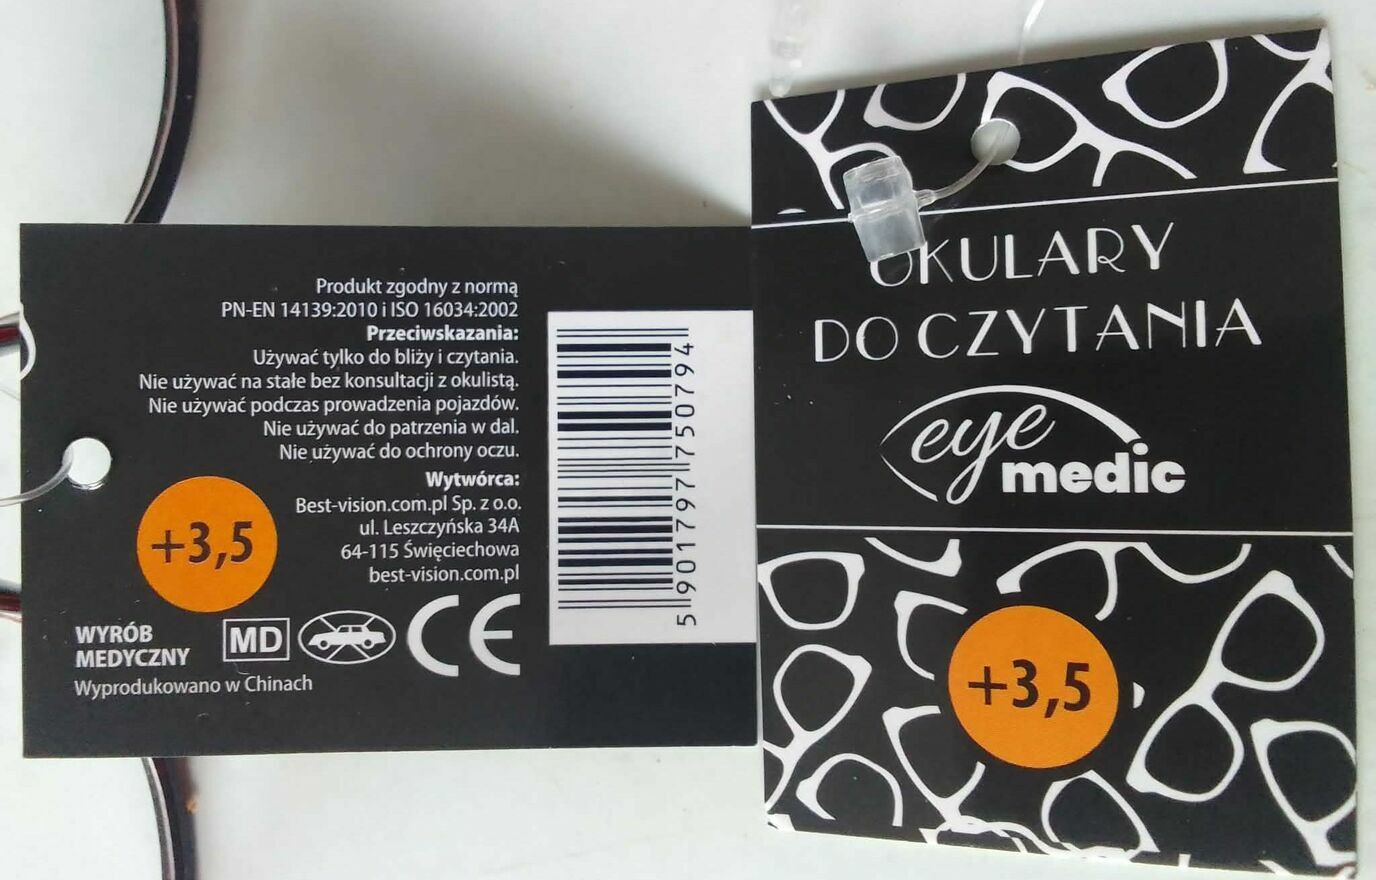 Produkt zgodny z normą
PN-EN 14139:2010 i ISO 16034:2002
Przeciwskazania:
Używać tylko do bliży i czytania.
Nie używać na stałe bez konsultacji z okulistą.
Nie używać podczas prowadzenia pojazdów.
Nie używać do patrzenia w dal.
Nie używać do ochrony oczu.
Wytwórca:
Best-vision.com.pl Sp. z o.o.
ul. Leszczyńska 34A
64-115 Święciechowa
best-vision.com.pl
+3,5
WYRÓB
MEDYCZNY
MD
CE
Wyprodukowano w Chinach
5 901797 750794
OKULARY
DO CZYTANIA
eye
medic
+3,5